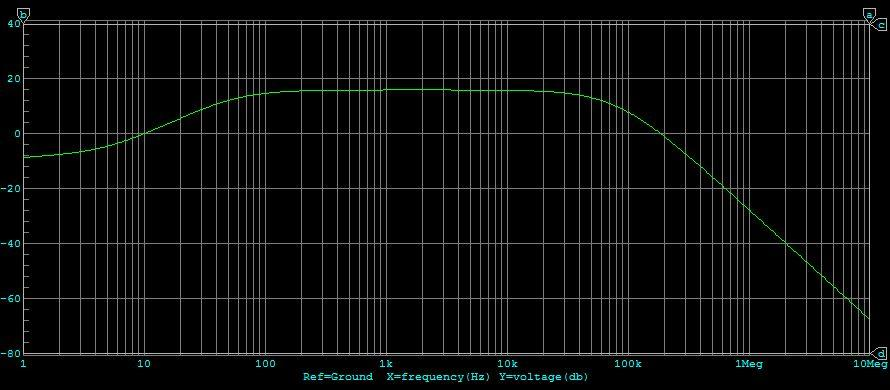 b a
40 c
20
0
-20
-40
-60
-80 d
1 10 100 1k 10k 100k 1Meg 10Meg
Ref=Ground X=frequency(Hz) Y=voltage(db)